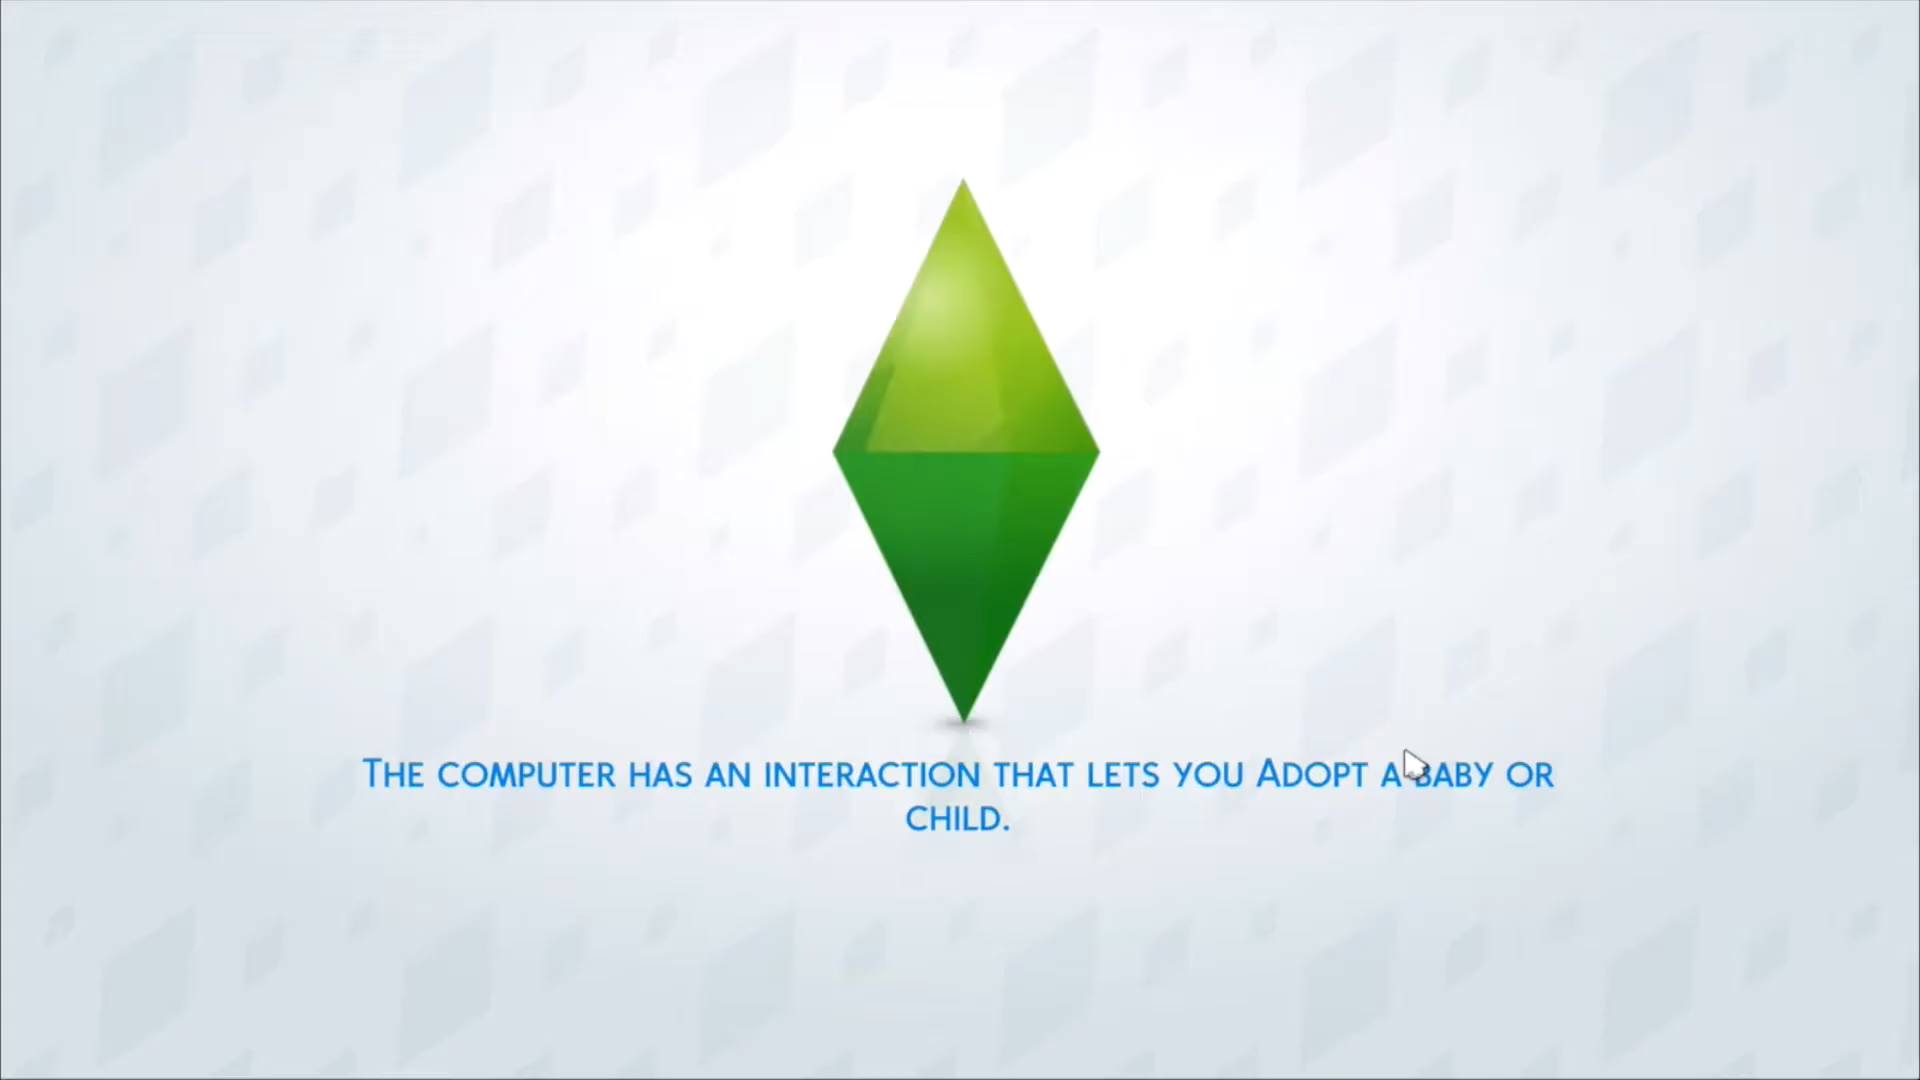 The computer has an interaction that lets you Adopt a baby or
child.